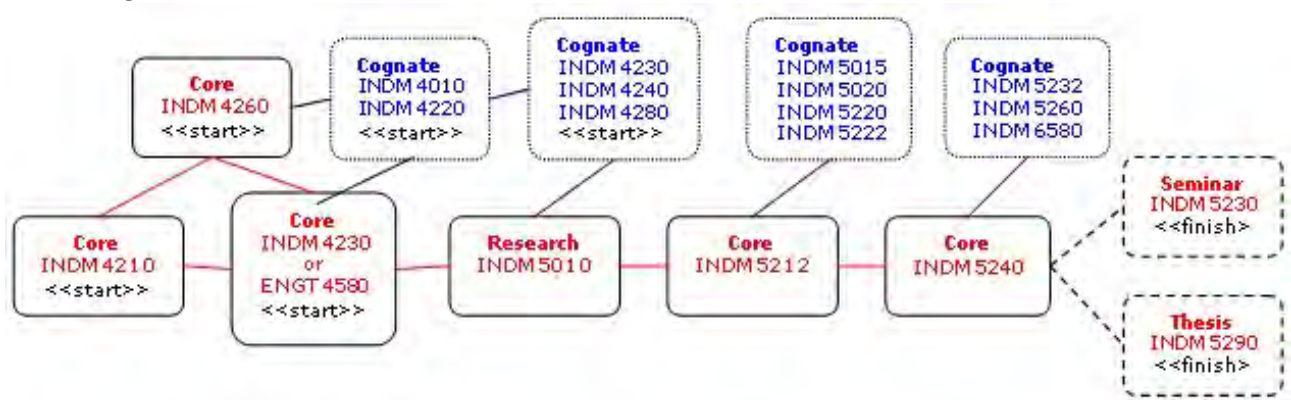 Core
INDM 4260
<<start>>
Cognate
INDM 4010
INDM 4220
<<start>>
Cognate
INDM 4230
INDM 4240
INDM 4280
<<start>>
Cognate
INDM 5015
INDM 5020
INDM 5220
INDM 5222
Cognate
INDM 5232
INDM 5260
INDM 6580
Core
INDM 4210
<<start>>
Core
INDM 4230
or
ENGT 4580
<<start>>
Research
INDM 5010
Core
INDM 5212
Core
INDM 5240
Seminar
INDM 5230
<<finish>
Thesis
INDM 5290
<<finish>